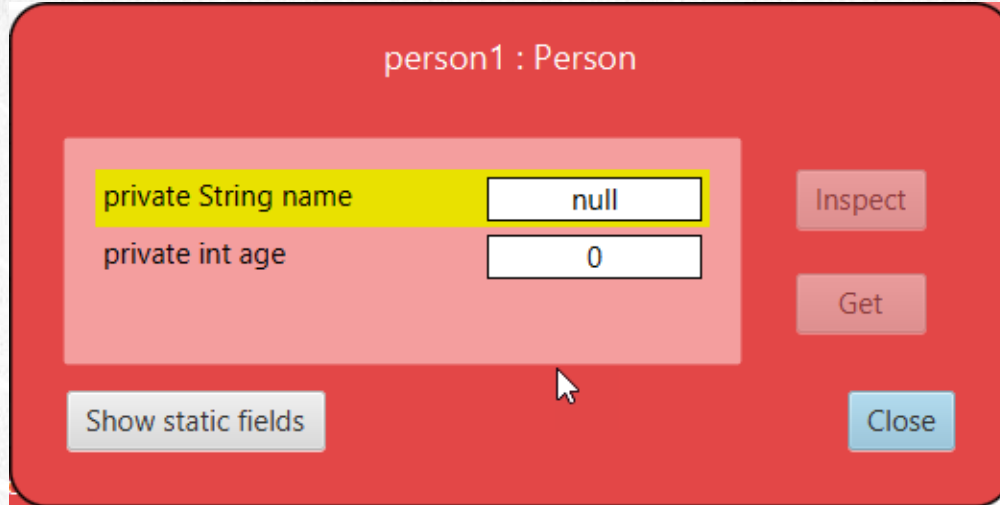 person1 : Person
private String name null
private int age 0
Inspect
Get
Show static fields
Close